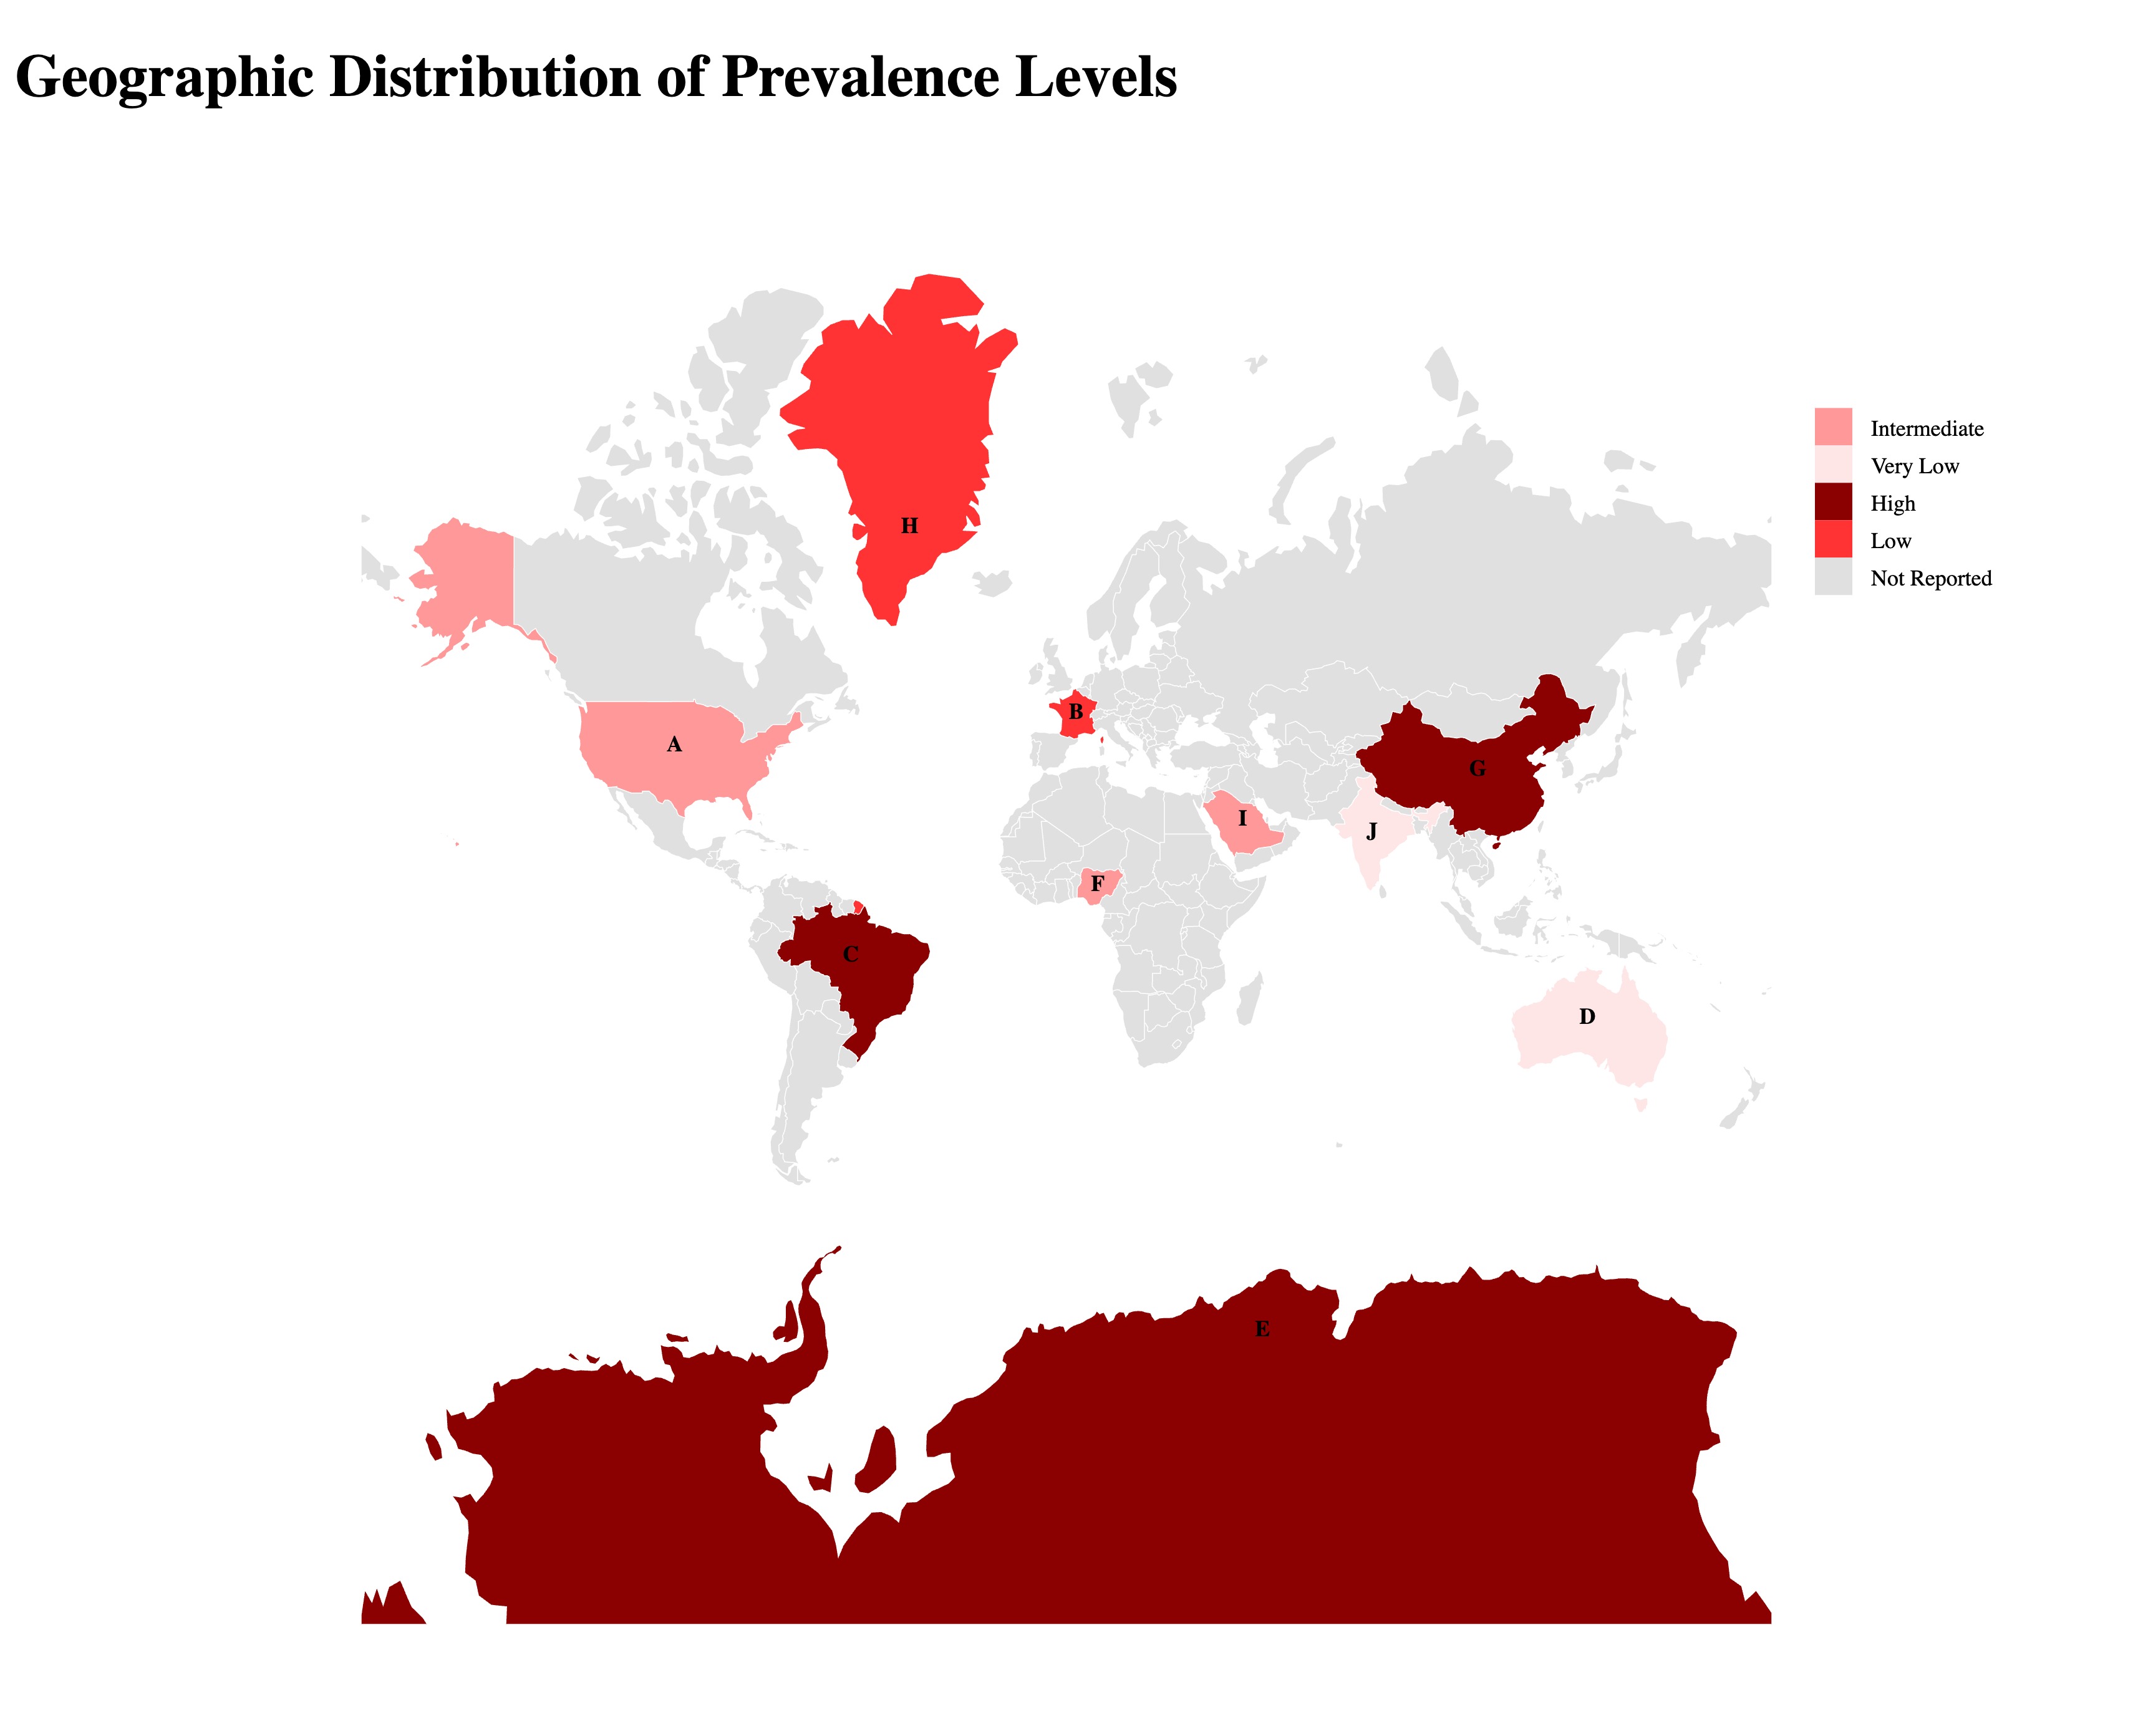 Geographic Distribution of Prevalence Levels
H
Intermediate
Very Low
High
Low
Not Reported
B
A
G
I
J
F
C
D
E